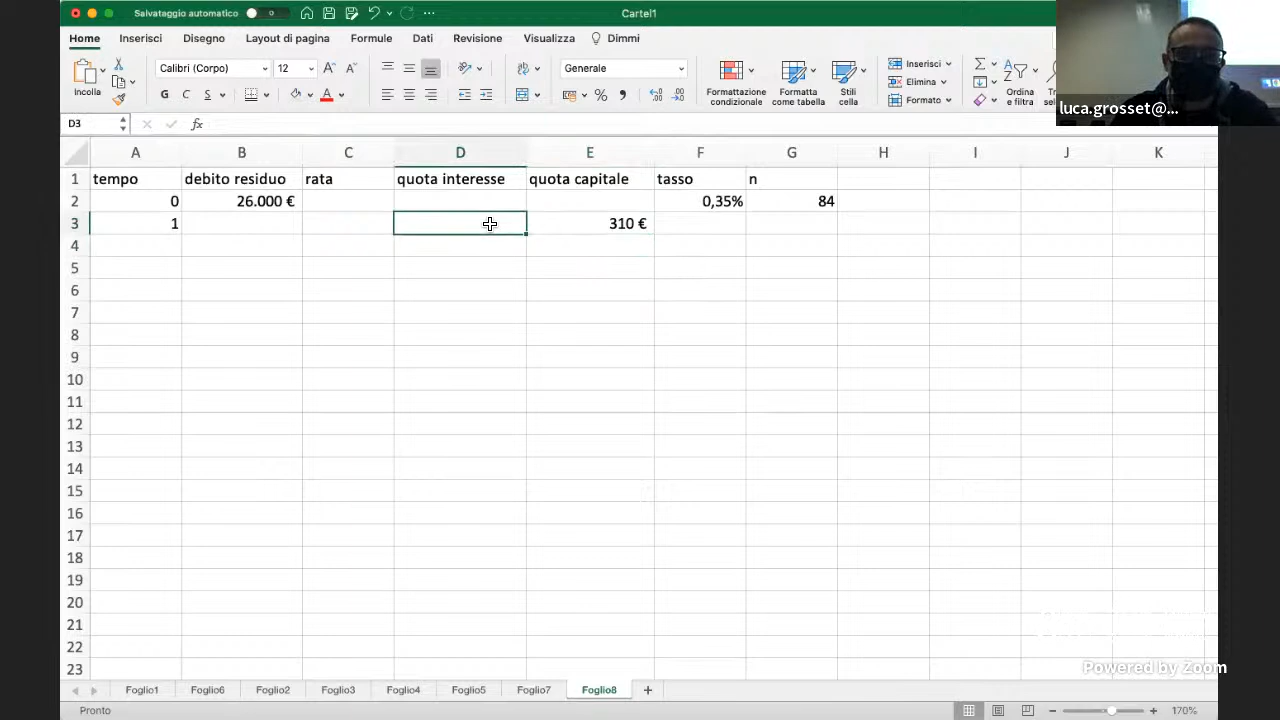 Salvataggio automatico
Cartel1
Home Inserisci Disegno Layout di pagina Formule Dati Revisione Visualizza Dimmi
Incolla
Calibri (Corpo) 12
G C S
Generale
Formattazione condizionale
Formatta come tabella
Stili cella
Inserisci
Elimina
Formato
Ordina e filtra
luca.grosset@...
D3 fx
A B C D E F G H I J K
1 tempo debito residuo rata quota interesse quota capitale tasso n
2 0 26.000 € 0,35% 84
3 1 310 €
4
5
6
7
8
9
10
11
12
13
14
15
16
17
18
19
20
21
22
23
Powered by Zoom
Foglio1 Foglio6 Foglio2 Foglio3 Foglio4 Foglio5 Foglio7 Foglio8 +
Pronto
170%